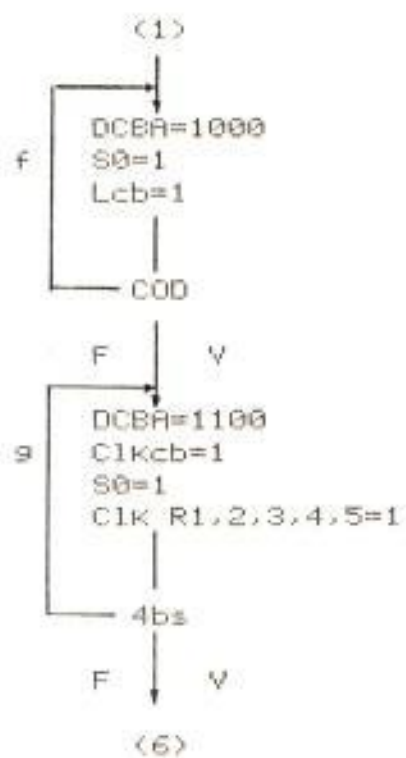 (1)
DCBA=1000
f
S0=1
Lcb=1
COD
F V
DCBA=1100
g
Clkcb=1
S0=1
Clk R1,2,3,4,5=1
4bs
F V
(6)